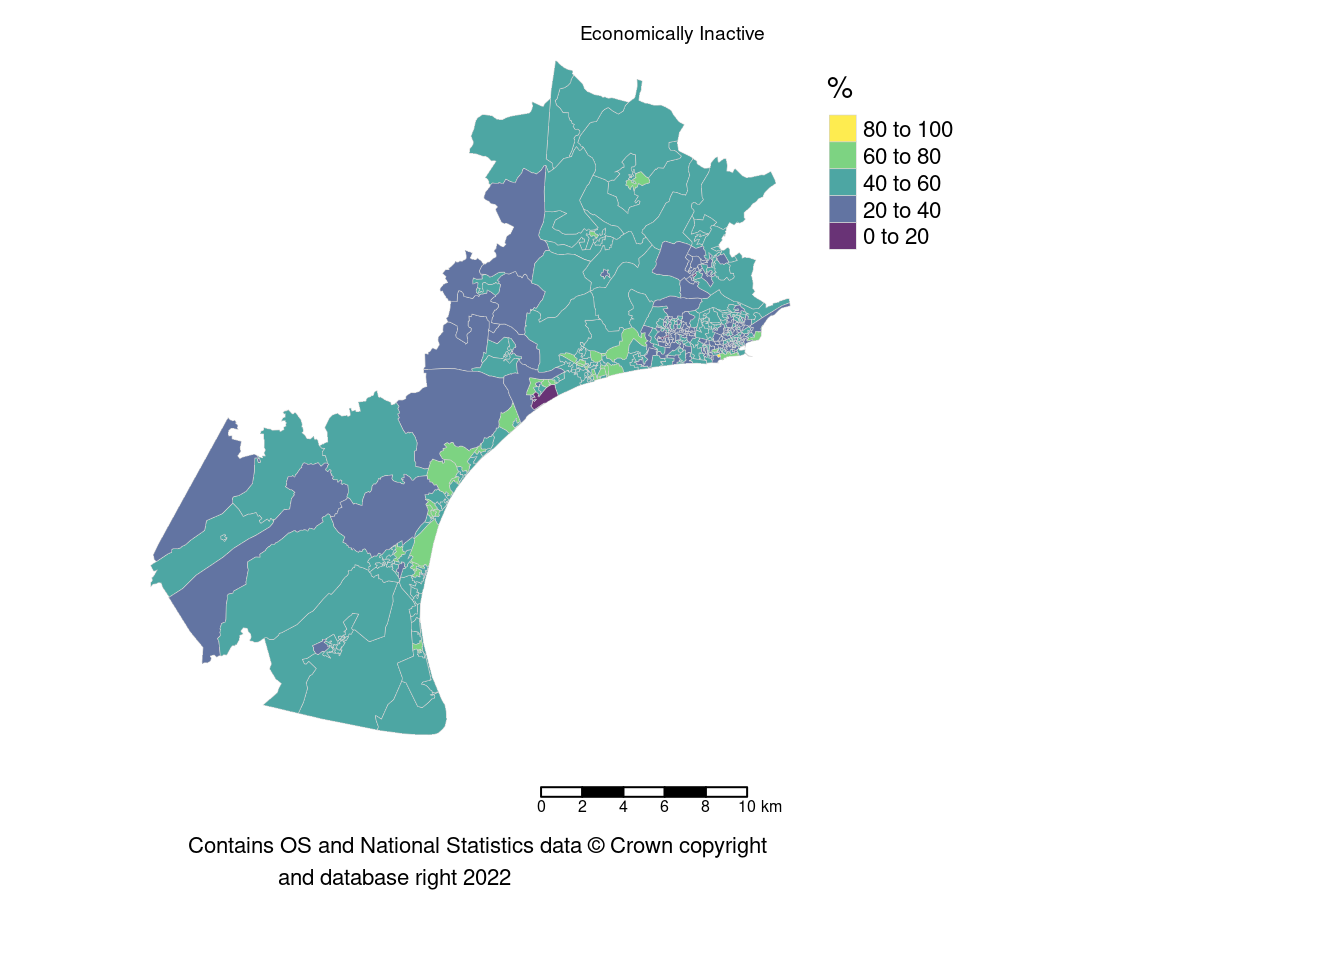 Economically Inactive
%
80 to 100
60 to 80
40 to 60
20 to 40
0 to 20
0 2 4 6 8 10 km
Contains OS and National Statistics data © Crown copyright
and database right 2022